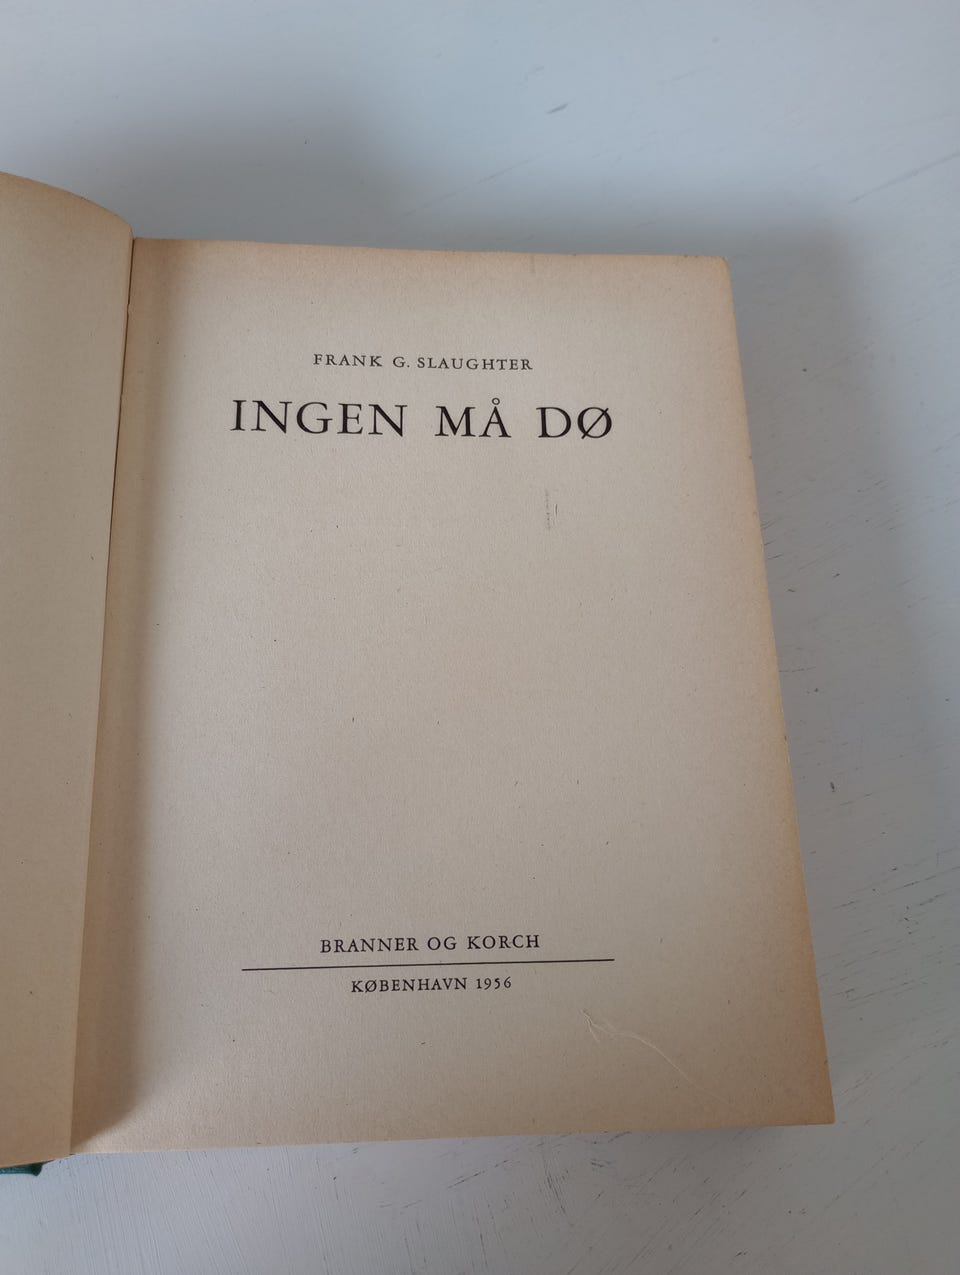 FRANK G. SLAUGHTER
INGEN MÅ DØ
BRANNER OG KORCH
KØBENHAVN 1956